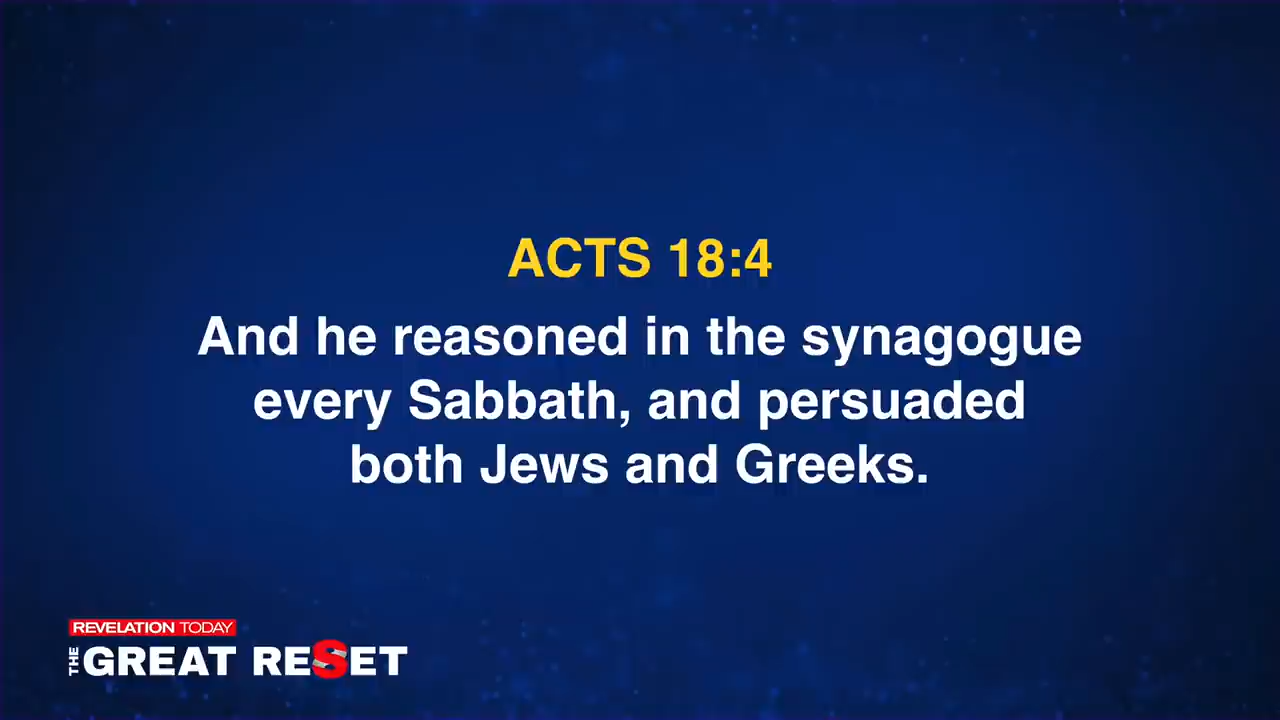 ACTS 18:4
And he reasoned in the synagogue
every Sabbath, and persuaded
both Jews and Greeks.
REVELATION TODAY
THE GREAT RESET